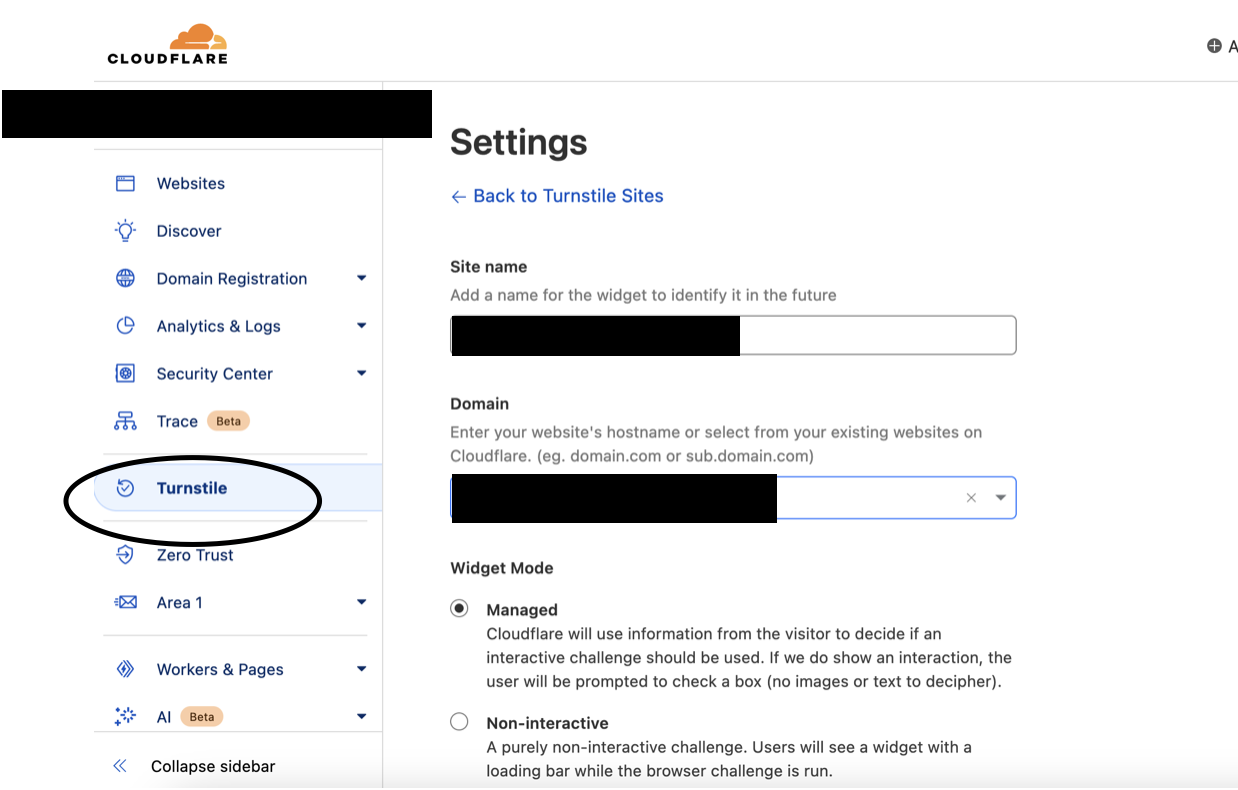 CLOUDFLARE
A
Websites
Discover
Domain Registration
Analytics & Logs
Security Center
Trace Beta
Turnstile
Zero Trust
Area 1
Workers & Pages
AI Beta
Collapse sidebar
Settings
← Back to Turnstile Sites
Site name
Add a name for the widget to identify it in the future
Domain
Enter your website's hostname or select from your existing websites on
Cloudflare. (eg. domain.com or sub.domain.com)
Widget Mode
Managed
Cloudflare will use information from the visitor to decide if an
interactive challenge should be used. If we do show an interaction, the
user will be prompted to check a box (no images or text to decipher).
Non-interactive
A purely non-interactive challenge. Users will see a widget with a
loading bar while the browser challenge is run.